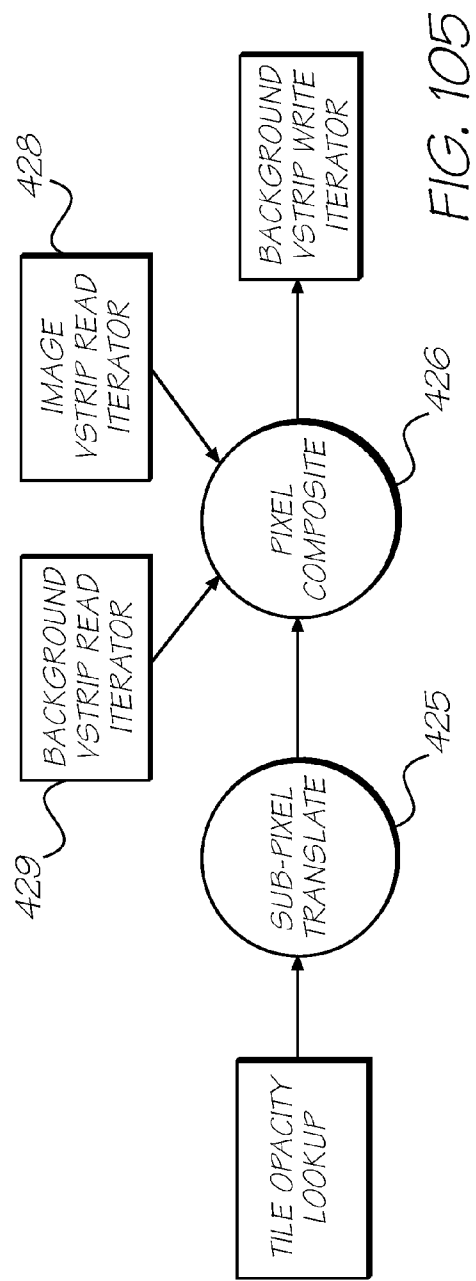 429
BACKGROUND
VSTRIP READ
ITERATOR
428
IMAGE
VSTRIP READ
ITERATOR
TILE OPACITY
LOOKUP
SUB-PIXEL
TRANSLATE
425
PIXEL
COMPOSITE
426
BACKGROUND
VSTRIP WRITE
ITERATOR
FIG. 105